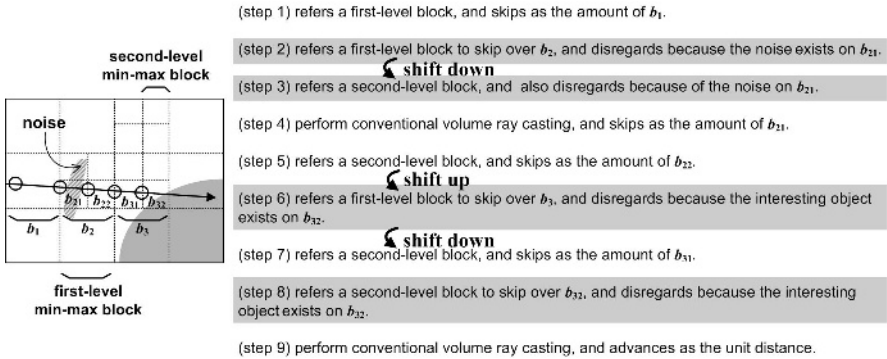 second-level
min-max block
noise
b21
b22
b31
b32
b1
b2
b3
first-level
min-max block
(step 1) refers a first-level block, and skips as the amount of b1.
(step 2) refers a first-level block to skip over b2, and disregards because the noise exists on b21.
shift down
(step 3) refers a second-level block, and also disregards because of the noise on b21.
(step 4) perform conventional volume ray casting, and skips as the amount of b21.
(step 5) refers a second-level block, and skips as the amount of b22.
shift up
(step 6) refers a first-level block to skip over b3, and disregards because the interesting object
exists on b32.
shift down
(step 7) refers a second-level block, and skips as the amount of b31.
(step 8) refers a second-level block to skip over b32, and disregards because the interesting
object exists on b32.
(step 9) perform conventional volume ray casting, and advances as the unit distance.